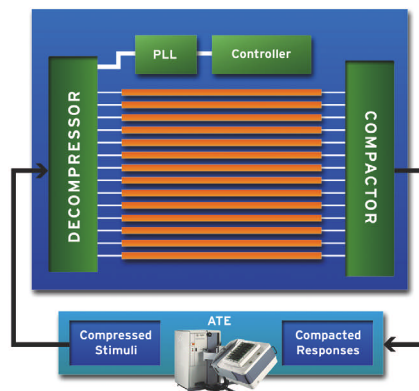 PLL
Controller
DECOMPRESSOR
COMPACTOR
ATE
Compressed
Stimuli
Compacted
Responses